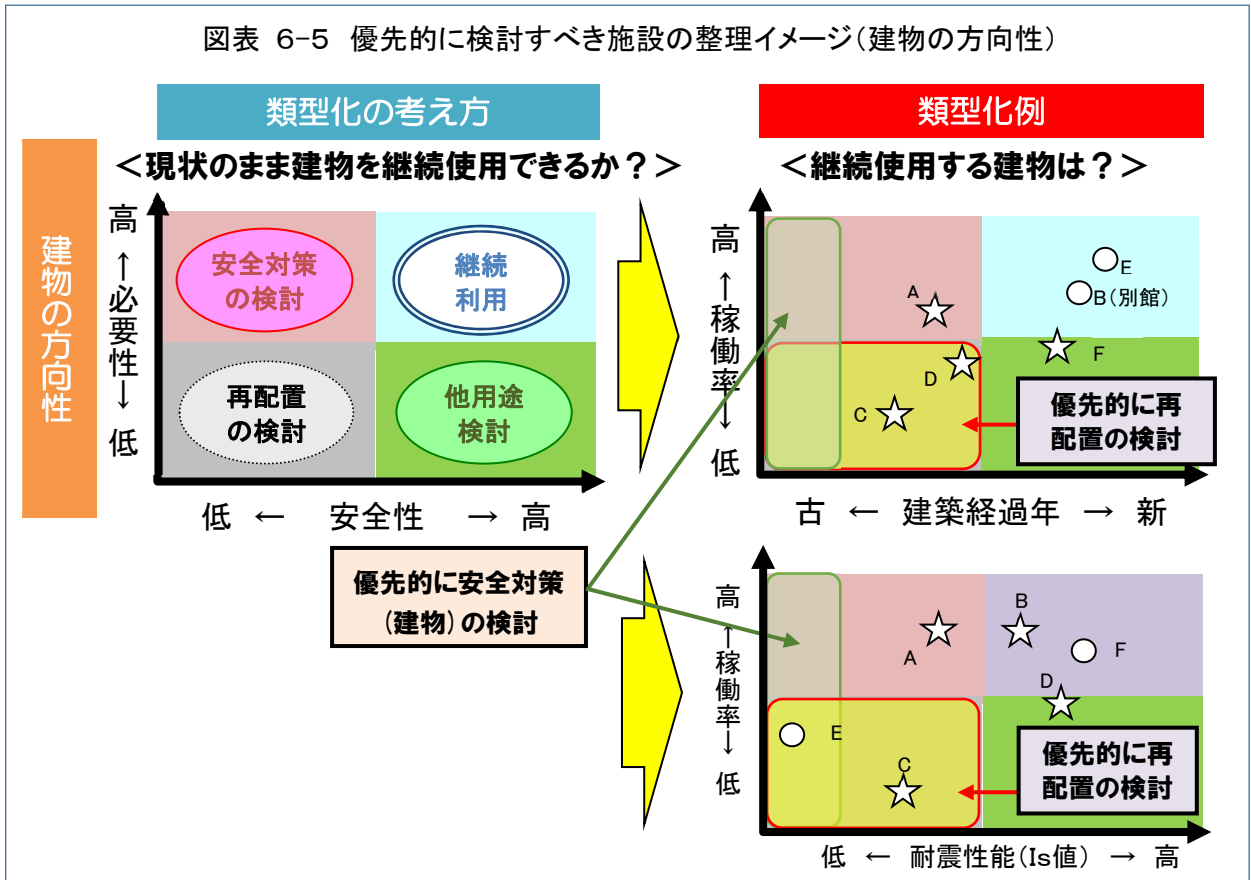 図表 6-5 優先的に検討すべき施設の整理イメージ(建物の方向性)
類型化の考え方
類型化例
建物の方向性
<現状のまま建物を継続使用できるか?>
高 ← 必要性 → 低
安全対策
の検討
継続
利用
再配置
の検討
他用途
検討
低 ← 安全性 → 高
優先的に安全対策
(建物)の検討
<継続使用する建物は?>
高 ←稼働率→ 低
A
E
B(別館)
D
F
C
優先的に再
配置の検討
古 ← 建築経過年 → 新
高 ←稼働率→ 低
A
B
F
D
E
C
優先的に再
配置の検討
低 ← 耐震性能(Is値) → 高